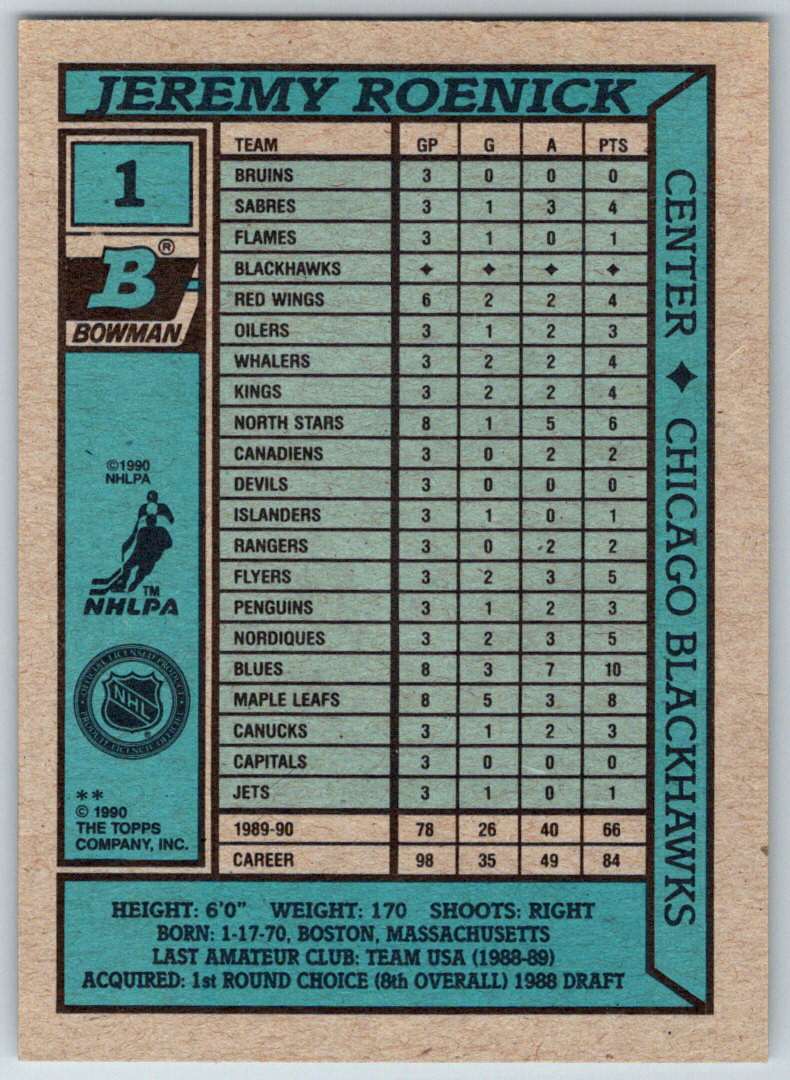 JEREMY ROENICK
1
B®
BOWMAN
©1990
NHLPA
TM
NHLPA
OFFICIAL LICENSED PRODUCT
NHL
®
**
© 1990
THE TOPPS
COMPANY, INC.
TEAM GP G A PTS
BRUINS 3 0 0 0
SABRES 3 1 3 4
FLAMES 3 1 0 1
BLACKHAWKS ✦ ✦ ✦ ✦
RED WINGS 6 2 2 4
OILERS 3 1 2 3
WHALERS 3 2 2 4
KINGS 3 2 2 4
NORTH STARS 8 1 5 6
CANADIENS 3 0 2 2
DEVILS 3 0 0 0
ISLANDERS 3 1 0 1
RANGERS 3 0 2 2
FLYERS 3 2 3 5
PENGUINS 3 1 2 3
NORDIQUES 3 2 3 5
BLUES 8 3 7 10
MAPLE LEAFS 8 5 3 8
CANUCKS 3 1 2 3
CAPITALS 3 0 0 0
JETS 3 1 0 1
1989-90 78 26 40 66
CAREER 98 35 49 84
CENTER ✦ CHICAGO BLACKHAWKS
HEIGHT: 6'0" WEIGHT: 170 SHOOTS: RIGHT
BORN: 1-17-70, BOSTON, MASSACHUSETTS
LAST AMATEUR CLUB: TEAM USA (1988-89)
ACQUIRED: 1st ROUND CHOICE (8th OVERALL) 1988 DRAFT